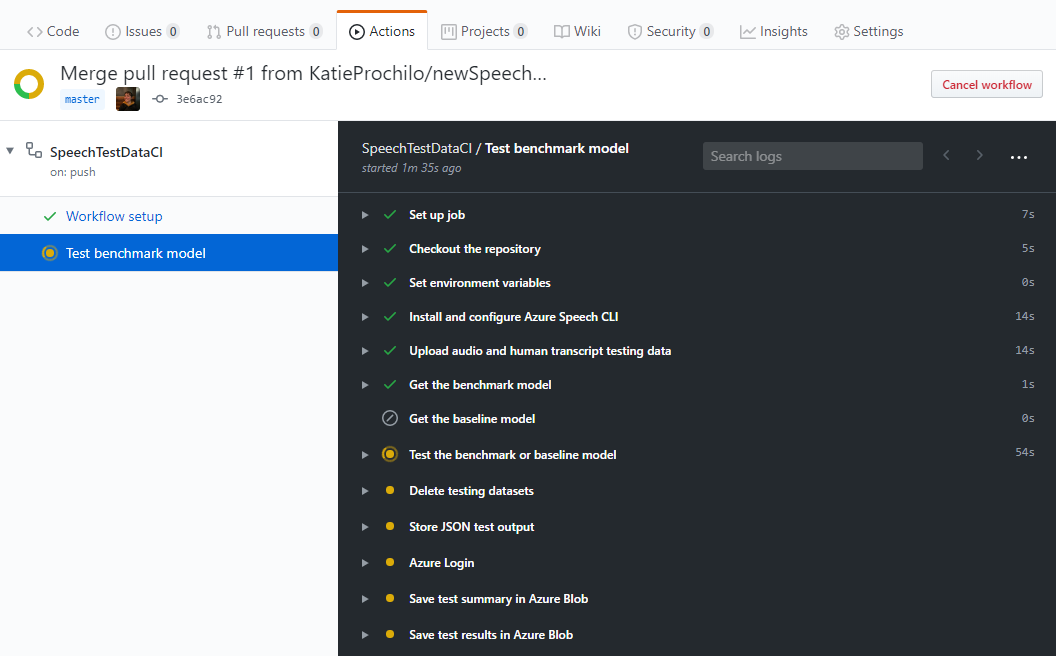 Code Issues 0 Pull requests 0 Actions Projects 0 Wiki Security 0 Insights Settings
Merge pull request #1 from KatieProchilo/newSpeech...
master 3e6ac92
Cancel workflow
SpeechTestDataCI
on: push
Workflow setup
Test benchmark model
SpeechTestDataCI / Test benchmark model
started 1m 35s ago
Search logs
Set up job 7s
Checkout the repository 5s
Set environment variables 0s
Install and configure Azure Speech CLI 14s
Upload audio and human transcript testing data 14s
Get the benchmark model 1s
Get the baseline model 0s
Test the benchmark or baseline model 54s
Delete testing datasets
Store JSON test output
Azure Login
Save test summary in Azure Blob
Save test results in Azure Blob